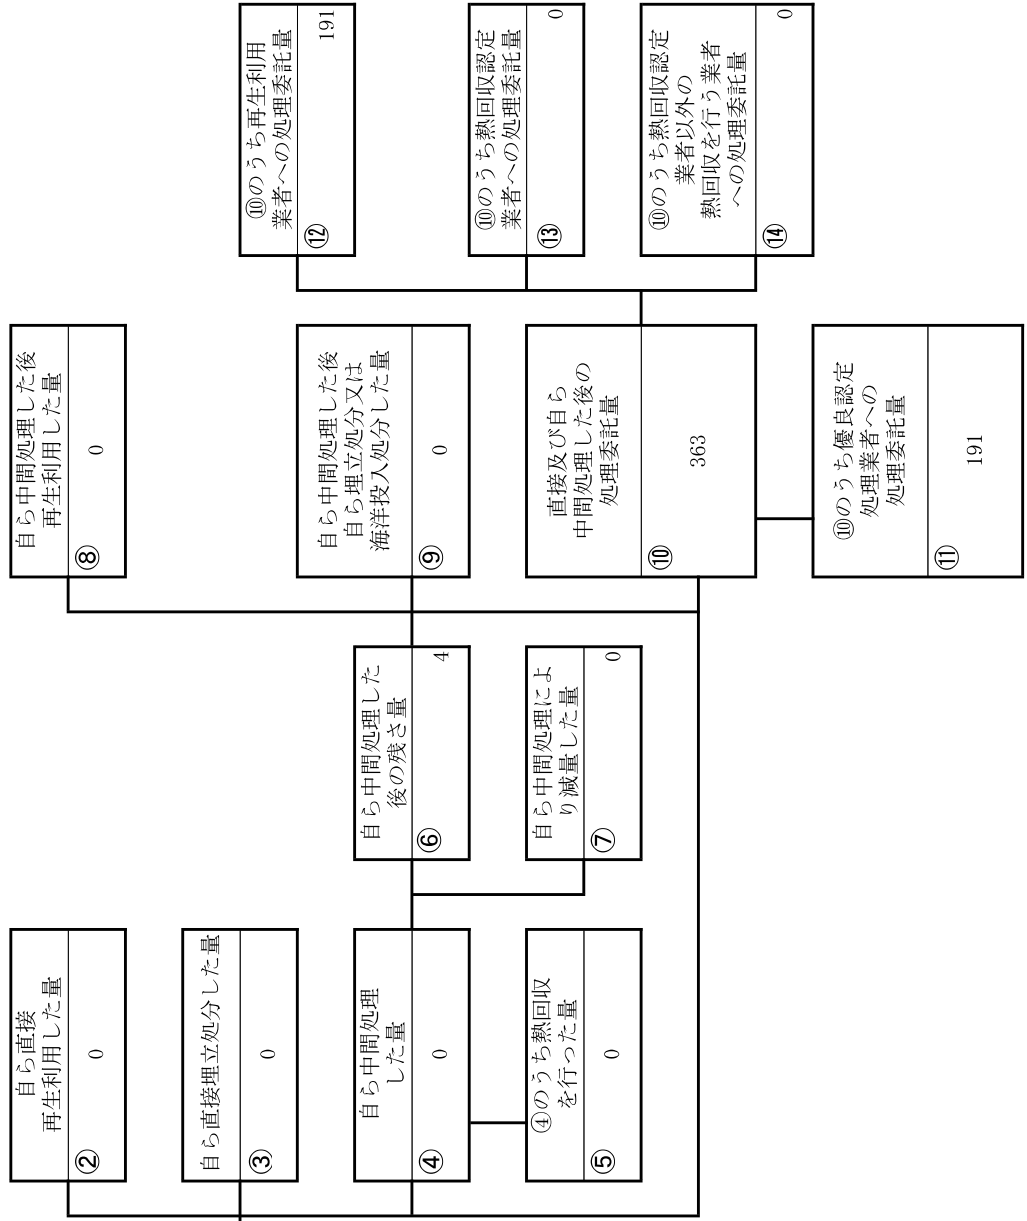 自ら直接
再生利用した量
②
0
自ら直接埋立処分した量
③
0
自ら中間処理
した量
④
0
④のうち熱回収
を行った量
⑤
0
自ら中間処理した
後の残さ量
⑥
4
自ら中間処理によ
り減量した量
⑦
0
自ら中間処理した後
再生利用した量
⑧
0
自ら中間処理した後
自ら埋立処分又は
海洋投入処分した量
⑨
0
直接及び自ら
中間処理した後の
処理委託量
⑩
363
⑩のうち優良認定
処理業者への
処理委託量
⑪
191
⑩のうち再生利用
業者への処理委託量
⑫
191
⑩のうち熱回収認定
業者への処理委託量
⑬
0
⑩のうち熱回収認定
業者以外の
熱回収を行う業者
への処理委託量
⑭
0